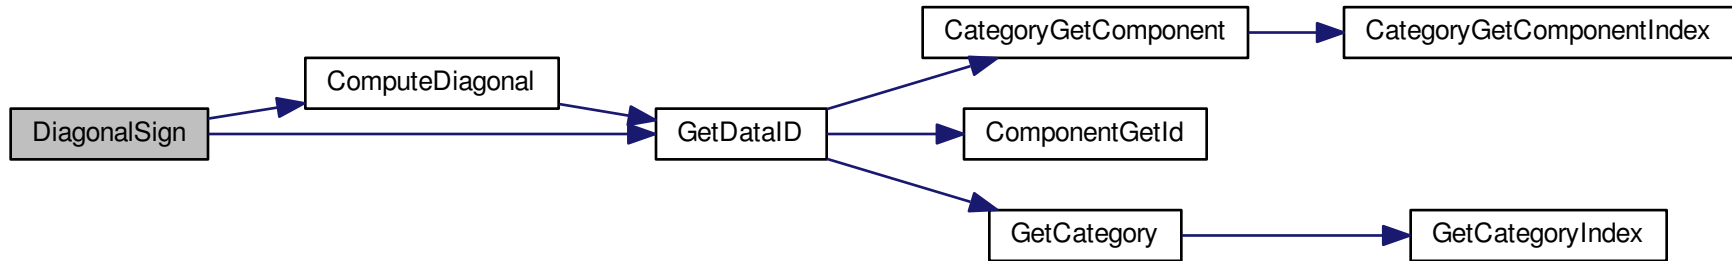 DiagonalSign
ComputeDiagonal
GetDataID
CategoryGetComponent
CategoryGetComponentIndex
ComponentGetId
GetCategory
GetCategoryIndex